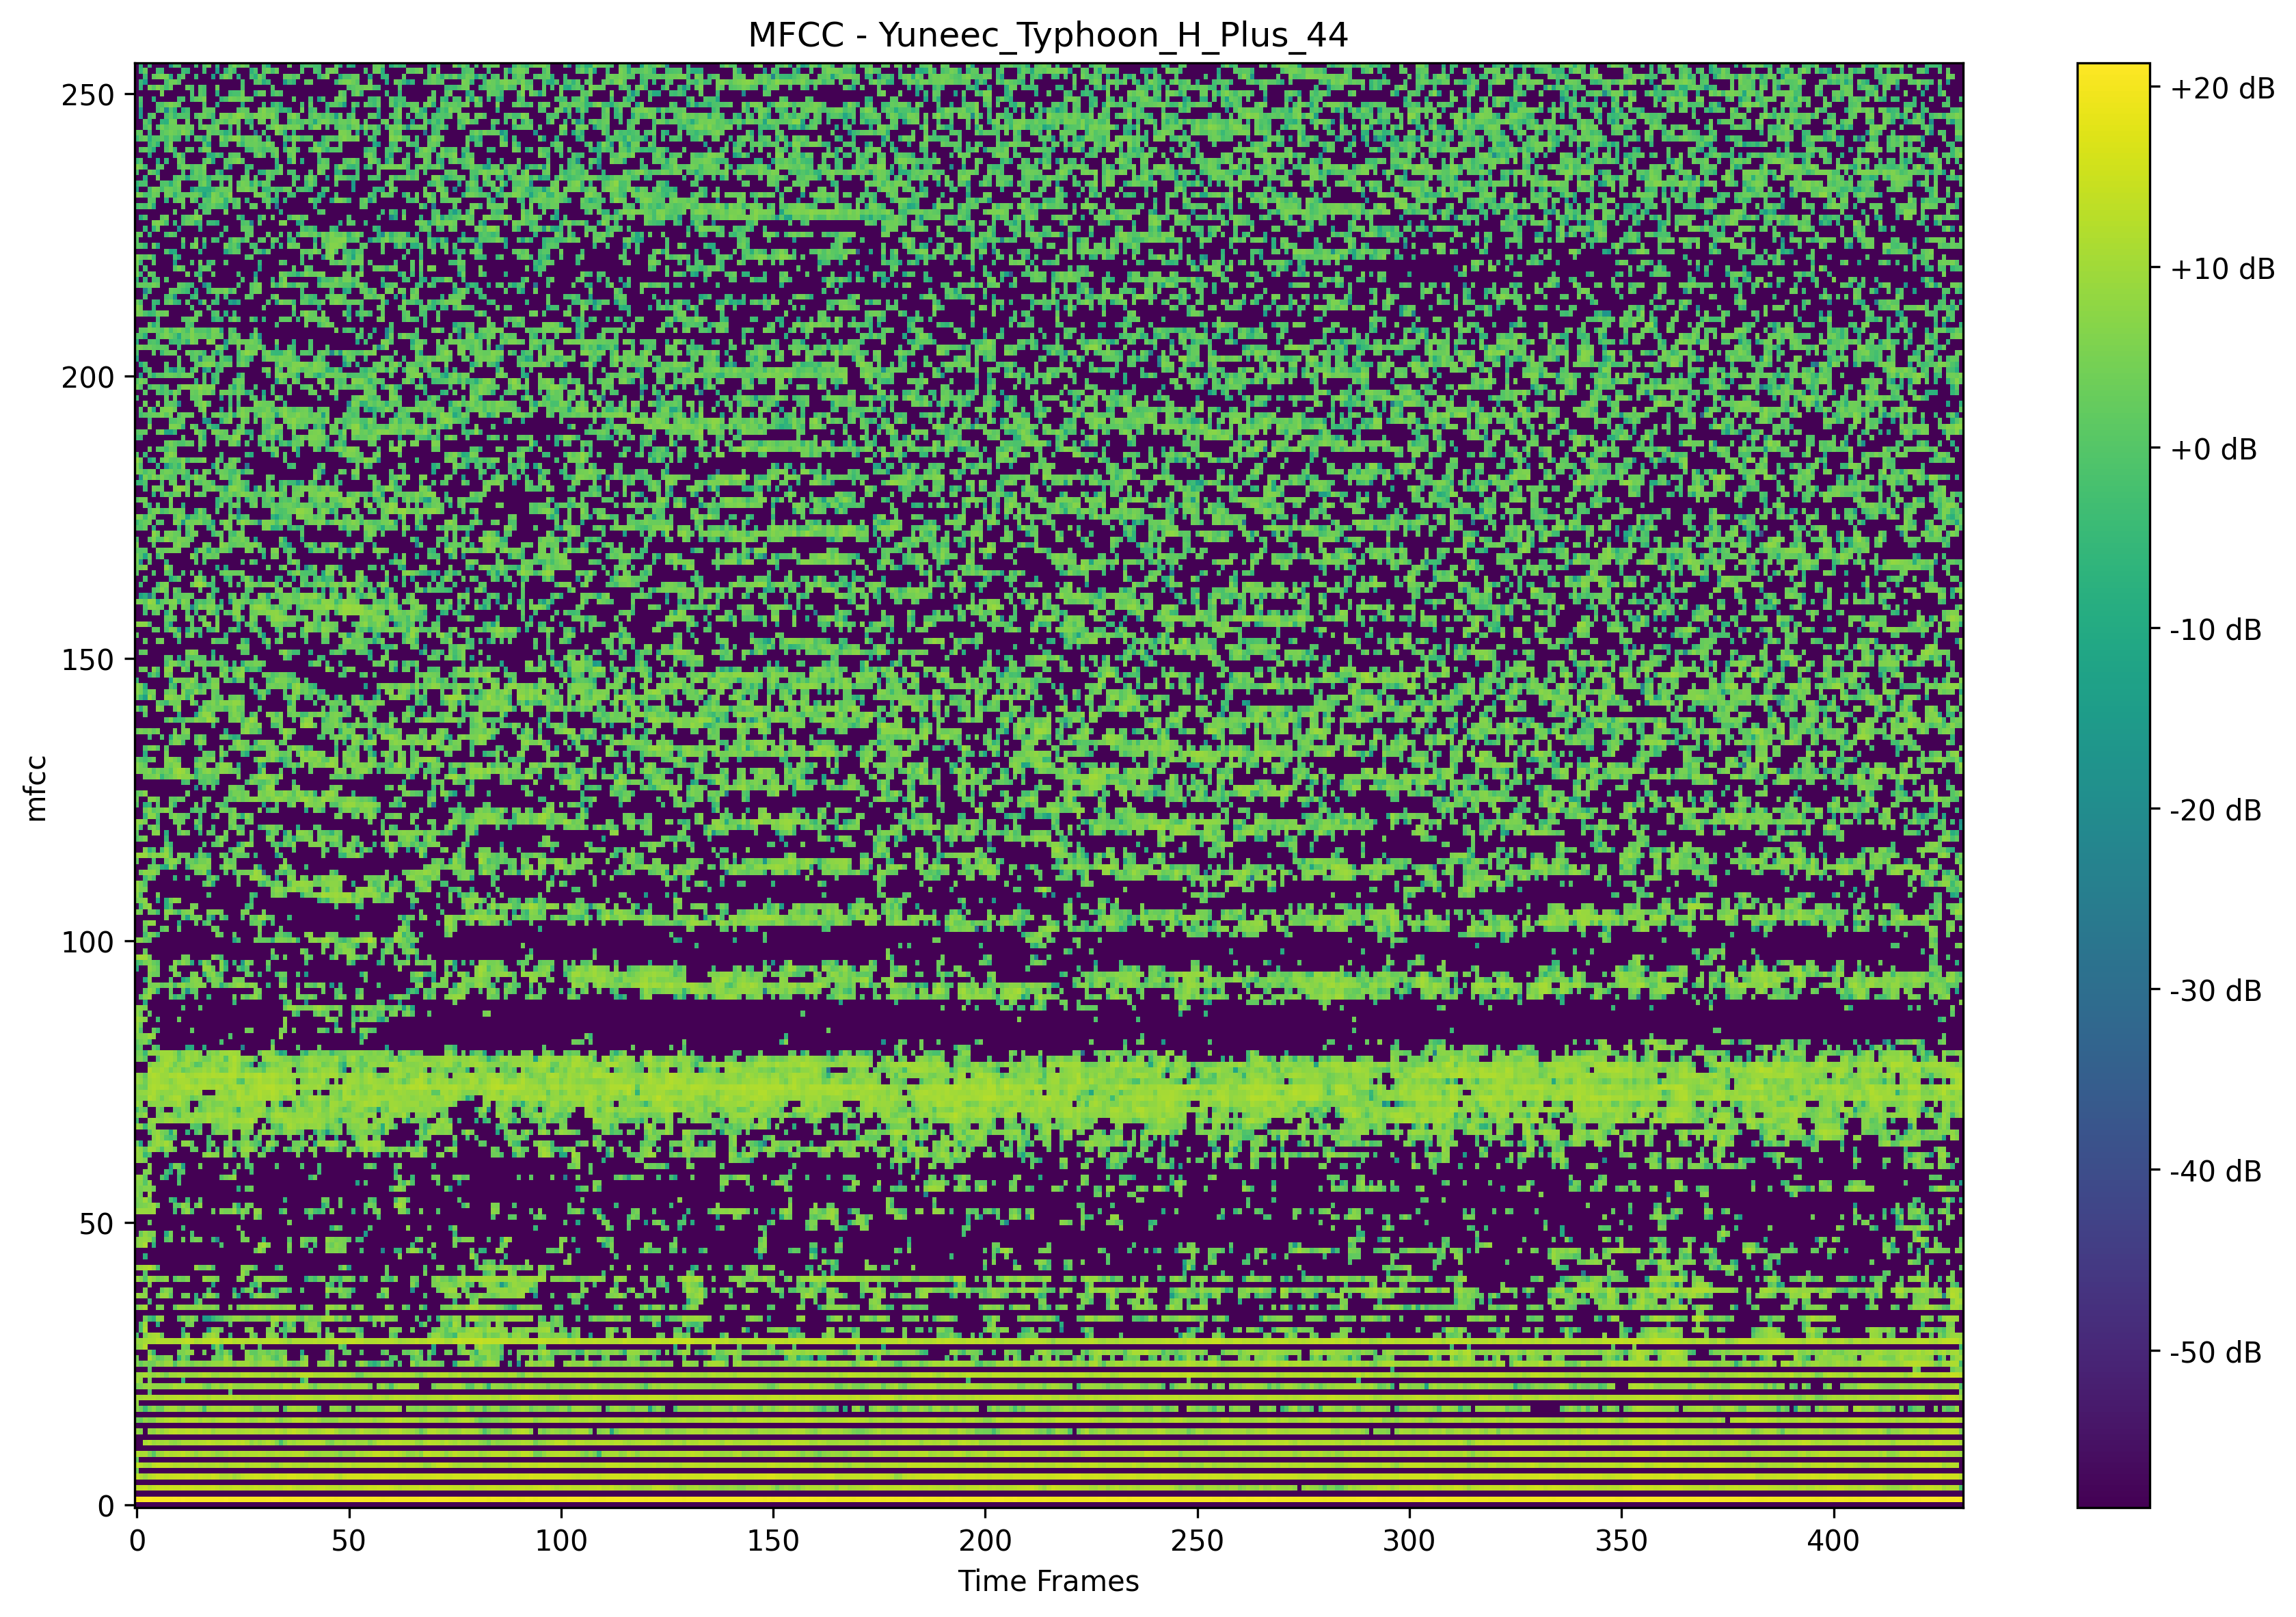 MFCC - Yuneec_Typhoon_H_Plus_44
250
200
150
100
50
0
mfcc
0 50 100 150 200 250 300 350 400
Time Frames
+20 dB
+10 dB
+0 dB
-10 dB
-20 dB
-30 dB
-40 dB
-50 dB